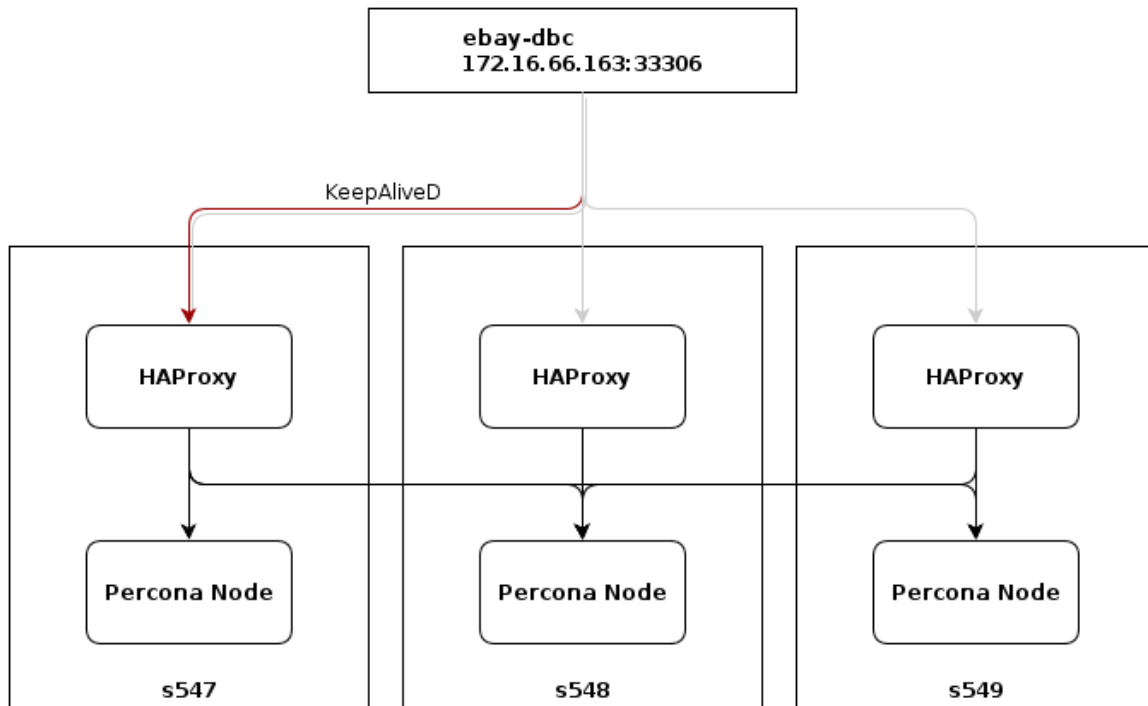 ebay-dbc
172.16.66.163:33306
KeepAliveD
HAProxy
HAProxy
HAProxy
Percona Node
Percona Node
Percona Node
s547
s548
s549